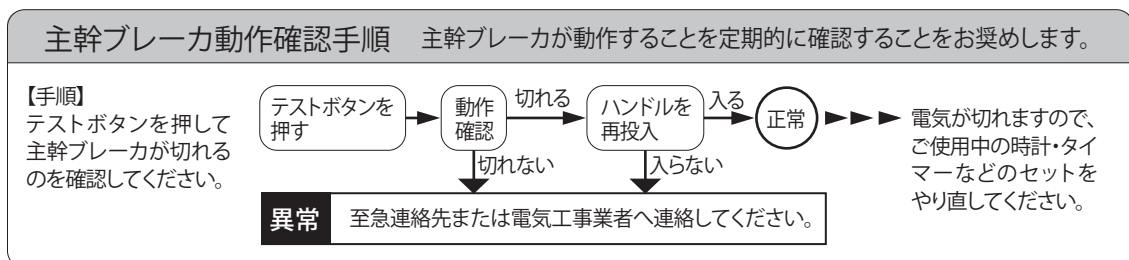 主幹ブレーカ動作確認手順 主幹ブレーカが動作することを定期的に確認することをお奨めします。
【手順】
テストボタンを押して
主幹ブレーカが切れる
のを確認してください。
テストボタンを
押す
動作
確認
切れる
ハンドルを
再投入
入る
正常
電気が切れますので、
ご使用中の時計・タイ
マーなどのセットを
やり直してください。
切れない
入らない
異常 至急連絡先または電気工事業者へ連絡してください。